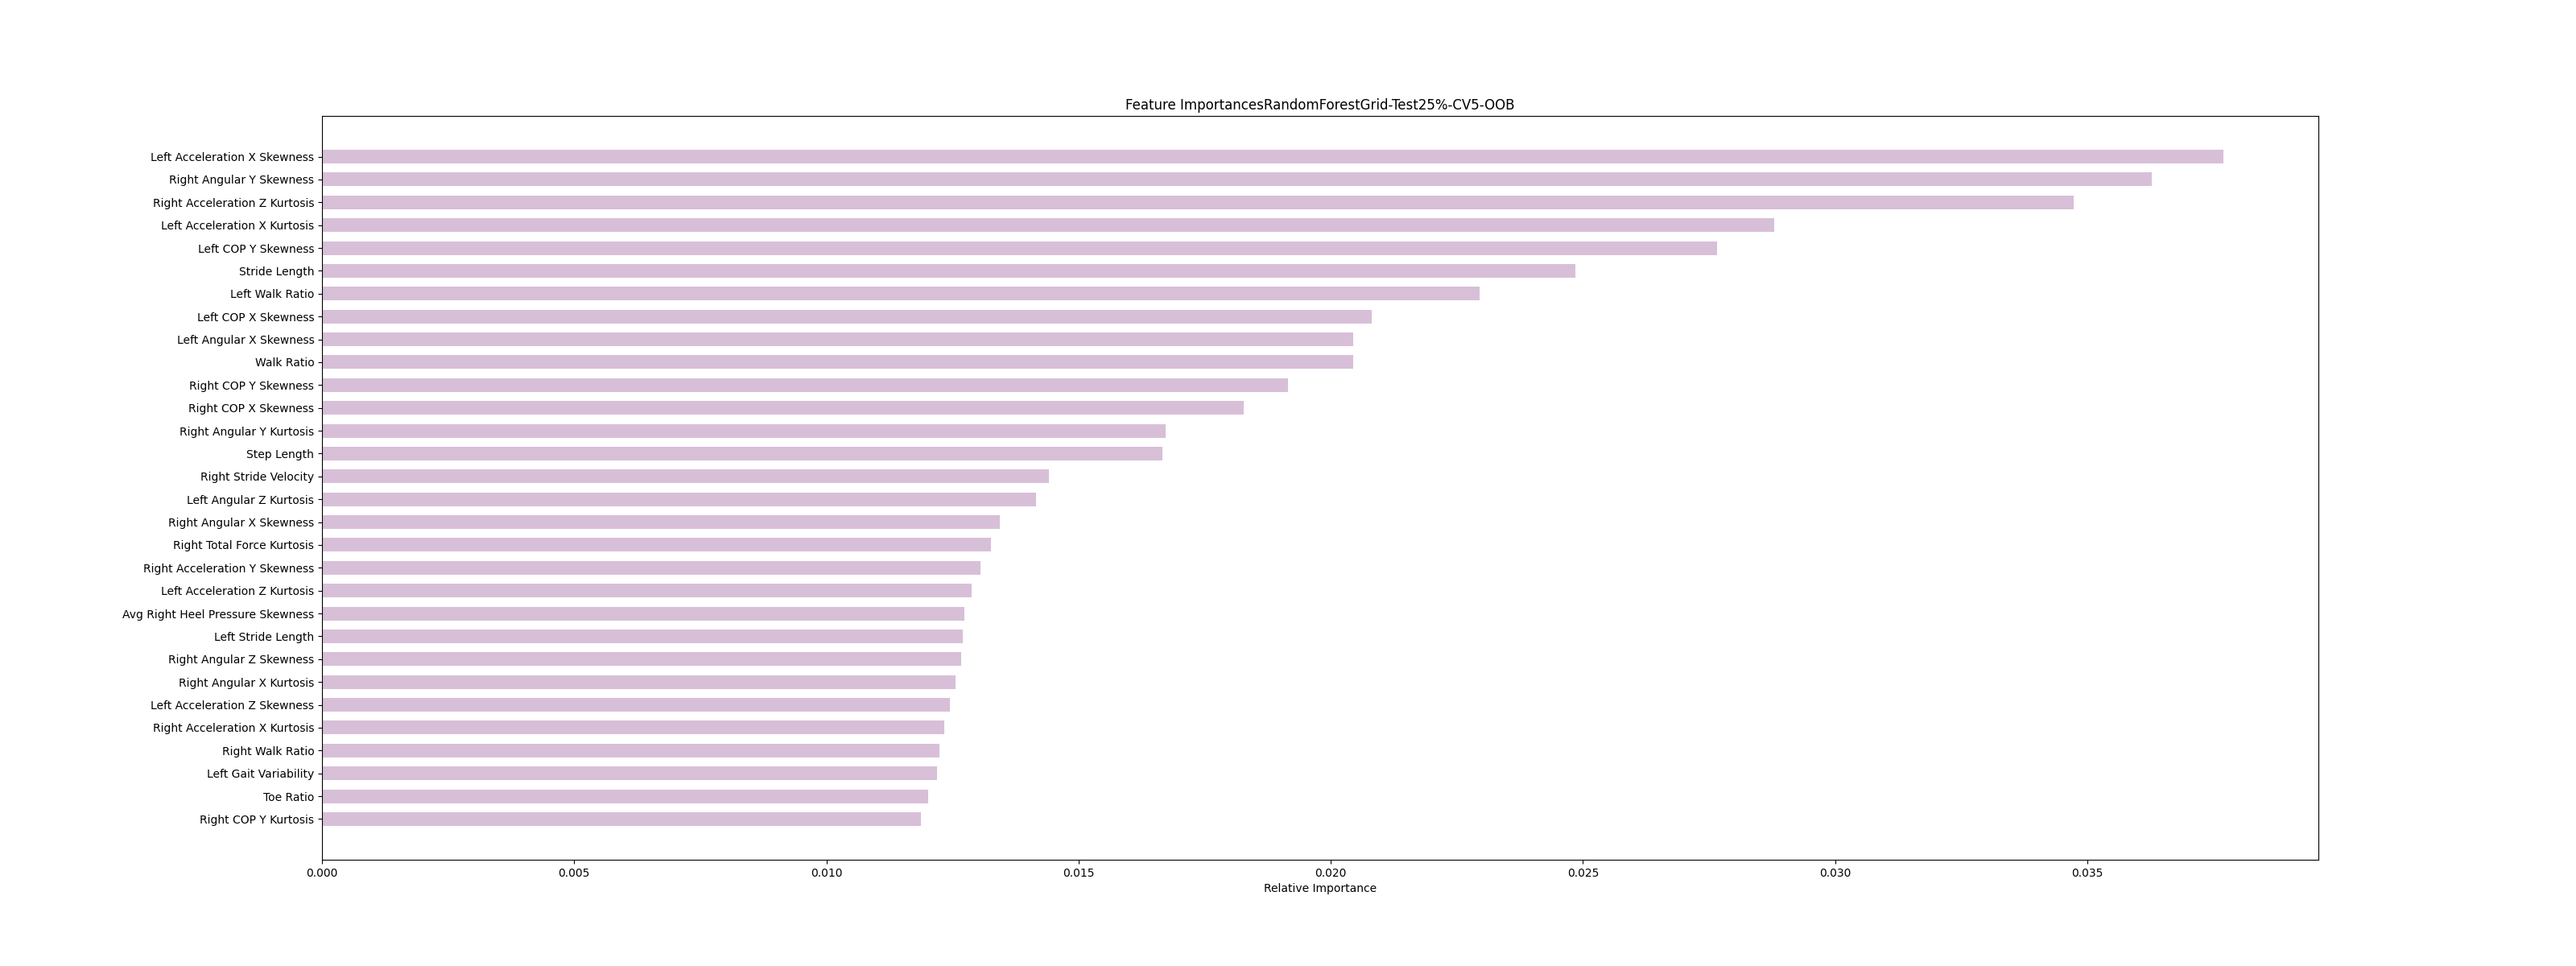 Feature ImportancesRandomForestGrid-Test25%-CV5-OOB
Left Acceleration X Skewness
Right Angular Y Skewness
Right Acceleration Z Kurtosis
Left Acceleration X Kurtosis
Left COP Y Skewness
Stride Length
Left Walk Ratio
Left COP X Skewness
Left Angular X Skewness
Walk Ratio
Right COP Y Skewness
Right COP X Skewness
Right Angular Y Kurtosis
Step Length
Right Stride Velocity
Left Angular Z Kurtosis
Right Angular X Skewness
Right Total Force Kurtosis
Right Acceleration Y Skewness
Left Acceleration Z Kurtosis
Avg Right Heel Pressure Skewness
Left Stride Length
Right Angular Z Skewness
Right Angular X Kurtosis
Left Acceleration Z Skewness
Right Acceleration X Kurtosis
Right Walk Ratio
Left Gait Variability
Toe Ratio
Right COP Y Kurtosis
0.000 0.005 0.010 0.015 0.020 0.025 0.030 0.035
Relative Importance